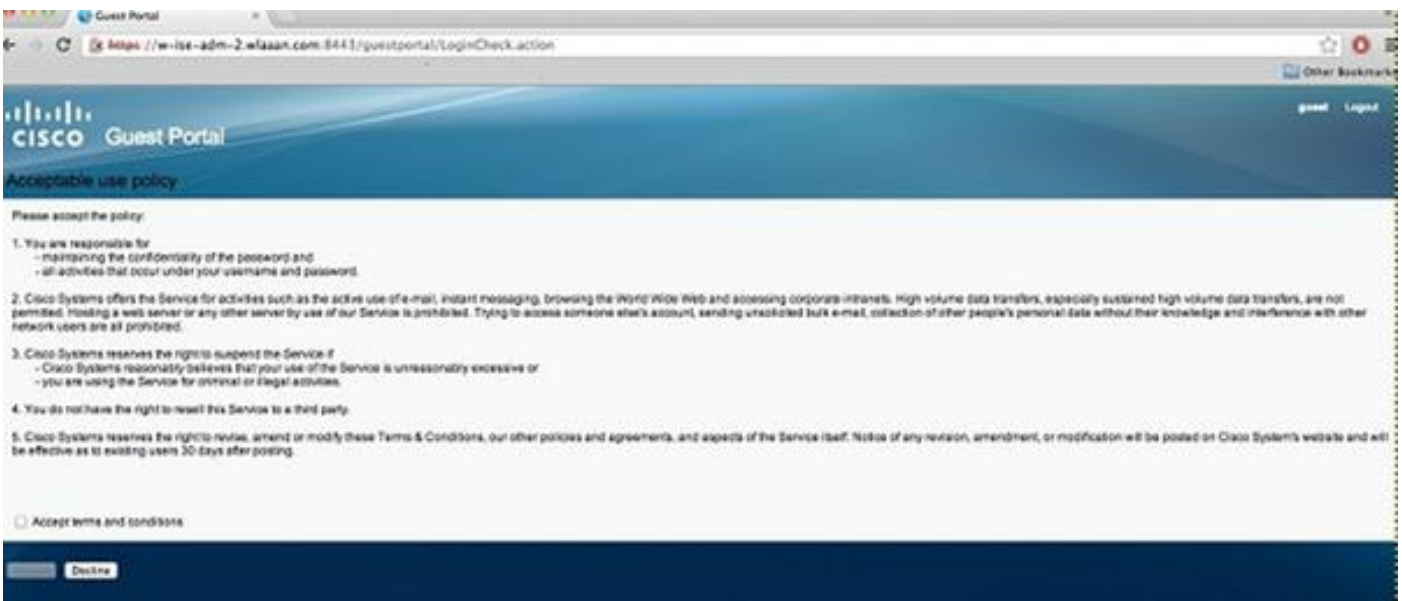 Guest Portal
https://w-ise-adm-2.wlaaan.com:8443/guestportal/LoginCheck.action
Other Bookmarks
CISCO Guest Portal
guest Logout
Acceptable use policy
Please accept the policy:
1. You are responsible for
- maintaining the confidentiality of the password and
- all activities that occur under your username and password.
2. Cisco Systems offers the Service for activities such as the active use of e-mail, instant messaging, browsing the World Wide Web and accessing corporate intranets. High volume data transfers, especially sustained high volume data transfers, are not
permitted. Hosting a web server or any other server by use of our Service is prohibited. Trying to access someone else's account, sending unsolicited bulk e-mail, collection of other people's personal data without their knowledge and interference with other
network users are all prohibited.
3. Cisco Systems reserves the right to suspend the Service if
- Cisco Systems reasonably believes that your use of the Service is unreasonably excessive or
- you are using the Service for criminal or illegal activities.
4. You do not have the right to resell this Service to a third party.
5. Cisco Systems reserves the right to revise, amend or modify these Terms & Conditions, our other policies and agreements, and aspects of the Service itself. Notice of any revision, amendment, or modification will be posted on Cisco System's website and will
be effective as to existing users 30 days after posting.
Accept terms and conditions
Decline